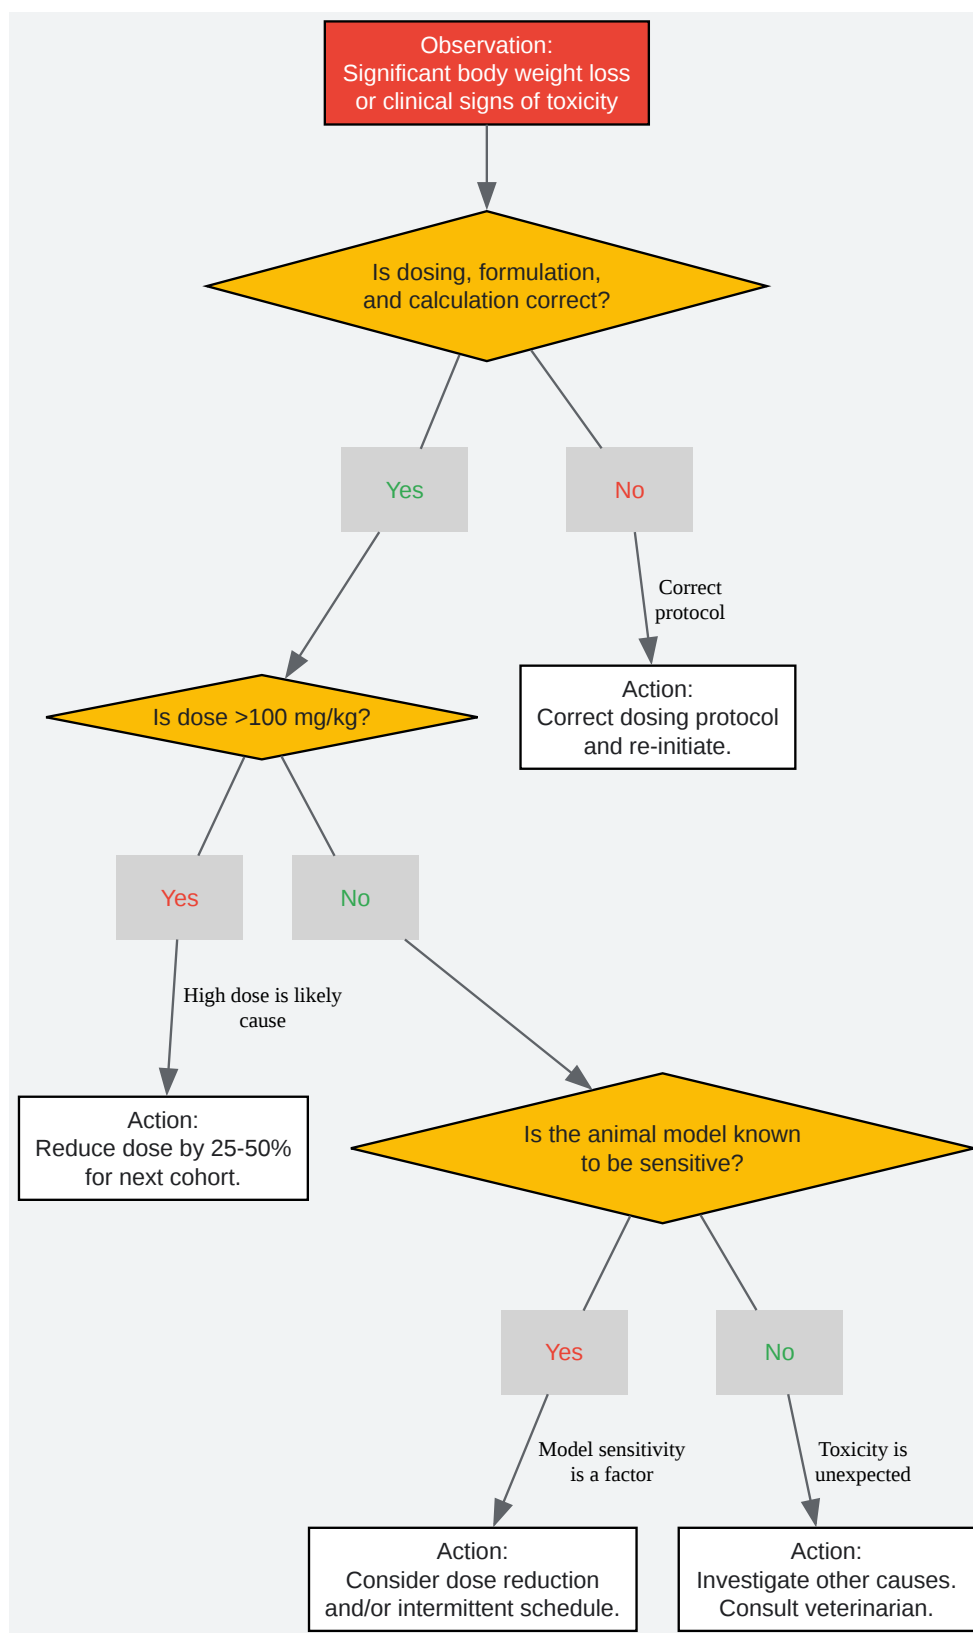 Observation:
Significant body weight loss
or clinical signs of toxicity
Is dosing, formulation,
and calculation correct?
Yes
No
Correct
protocol
Is dose >100 mg/kg?
Action:
Correct dosing protocol
and re-initiate.
Yes
No
High dose is likely
cause
Action:
Reduce dose by 25-50%
for next cohort.
Is the animal model known
to be sensitive?
Yes
No
Model sensitivity
is a factor
Toxicity is
unexpected
Action:
Consider dose reduction
and/or intermittent schedule.
Action:
Investigate other causes.
Consult veterinarian.